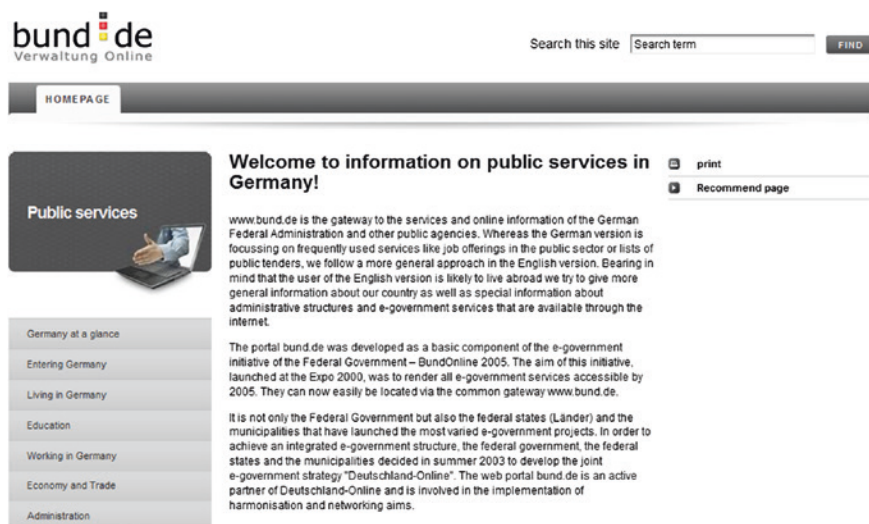 bund de
Verwaltung Online
Search this site
Search term
FIND
HOMEPAGE
Public services
Germany at a glance
Entering Germany
Living in Germany
Education
Working in Germany
Economy and Trade
Administration
Welcome to information on public services in
Germany!
www.bund.de is the gateway to the services and online information of the German
Federal Administration and other public agencies. Whereas the German version is
focussing on frequently used services like job offerings in the public sector or lists of
public tenders, we follow a more general approach in the English version. Bearing in
mind that the user of the English version is likely to live abroad we try to give more
general information about our country as well as special information about
administrative structures and e-government services that are available through the
internet.
The portal bund.de was developed as a basic component of the e-government
initiative of the Federal Government – BundOnline 2005. The aim of this initiative,
launched at the Expo 2000, was to render all e-government services accessible by
2005. They can now easily be located via the common gateway www.bund.de.
It is not only the Federal Government but also the federal states (Länder) and the
municipalities that have launched the most varied e-government projects. In order to
achieve an integrated e-government structure, the federal government, the federal
states and the municipalities decided in summer 2003 to develop the joint
e-government strategy "Deutschland-Online". The web portal bund.de is an active
partner of Deutschland-Online and is involved in the implementation of
harmonisation and networking aims.
print
Recommend page